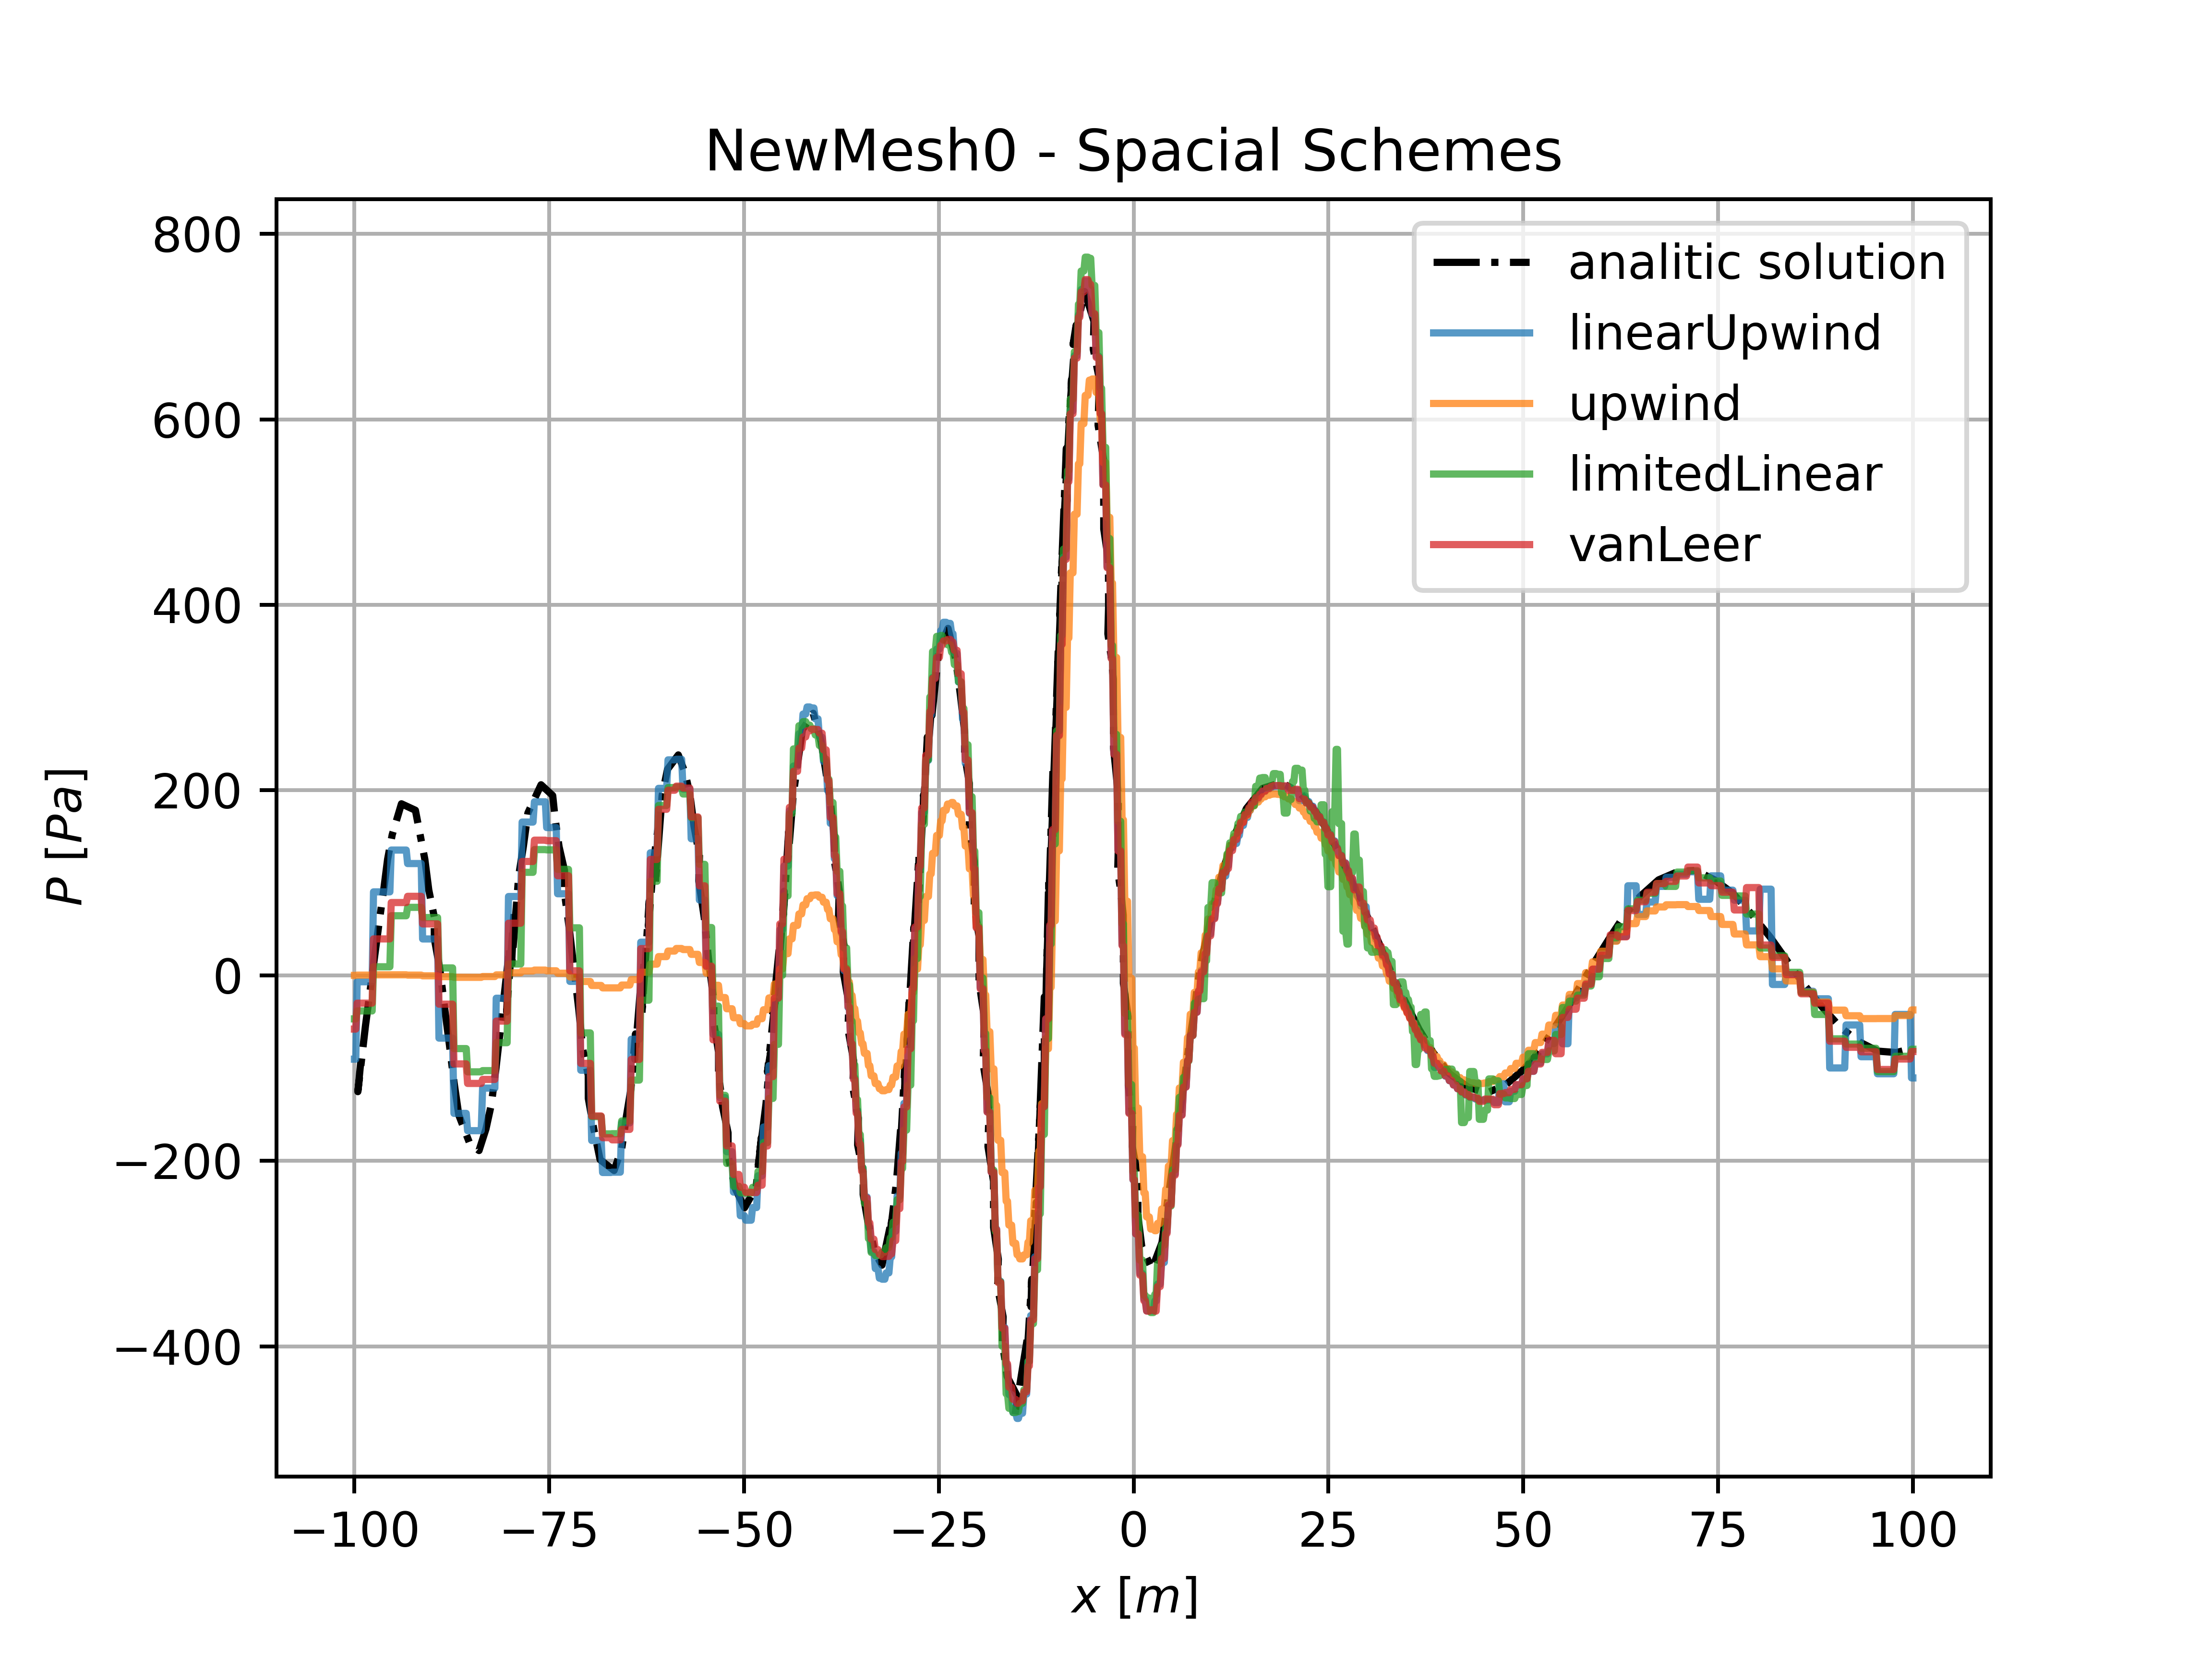 NewMesh0 - Spacial Schemes
800
600
400
200
0
−200
−400
P [Pa]
analitic solution
linearUpwind
upwind
limitedLinear
vanLeer
−100 −75 −50 −25 0 25 50 75 100
x [m]